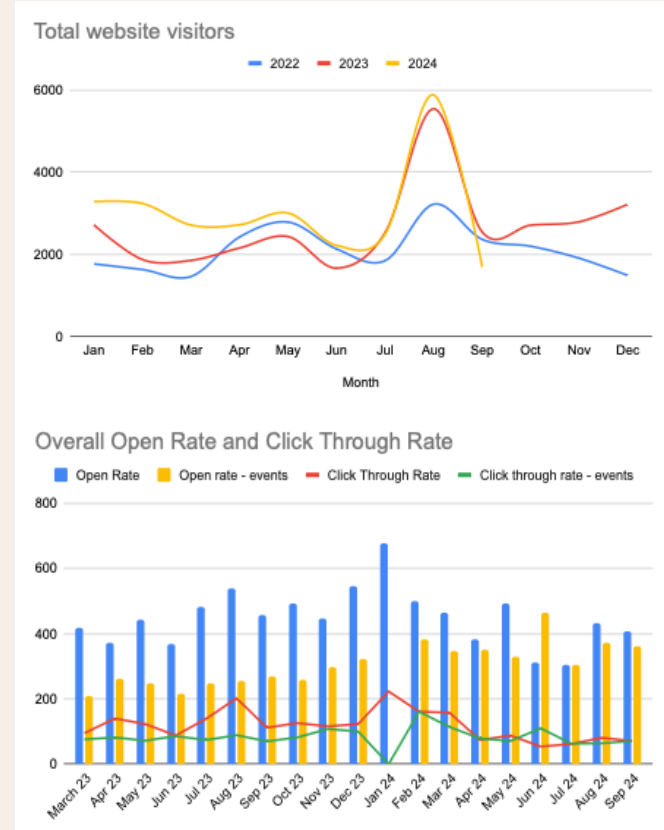 Total website visitors
2022 2023 2024
6000
4000
2000
0
Jan Feb Mar Apr May Jun Jul Aug Sep Oct Nov Dec
Month
Overall Open Rate and Click Through Rate
Open Rate Open rate - events Click Through Rate Click through rate - events
800
600
400
200
0
March 23 Apr 23 May 23 Jun 23 Jul 23 Aug 23 Sep 23 Oct 23 Nov 23 Dec 23 Jan 24 Feb 24 Mar 24 Apr 24 May 24 Jun 24 Jul 24 Aug 24 Sep 24